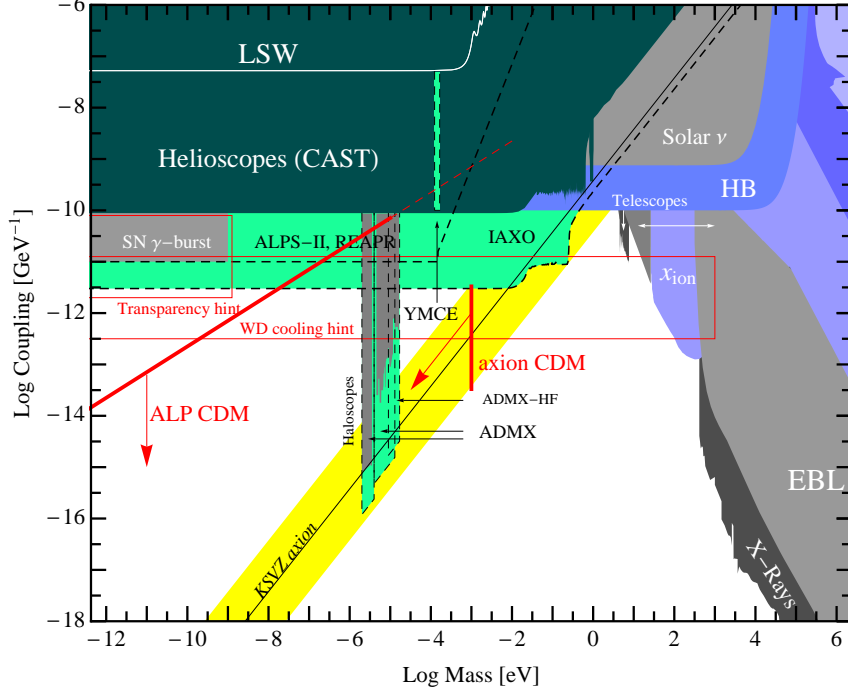 -6
-8
-10
-12
-14
-16
-18
Log Coupling [GeV⁻¹]
LSW
Helioscopes (CAST)
Solar ν
HB
Telescopes
SN γ-burst
ALPS-II, REAPR
IAXO
x_ion
Transparency hint
YMCE
WD cooling hint
axion CDM
ALP CDM
ADMX-HF
Haloscopes
ADMX
EBL
X-Rays
KSVZ axion
-12 -10 -8 -6 -4 -2 0 2 4 6
Log Mass [eV]